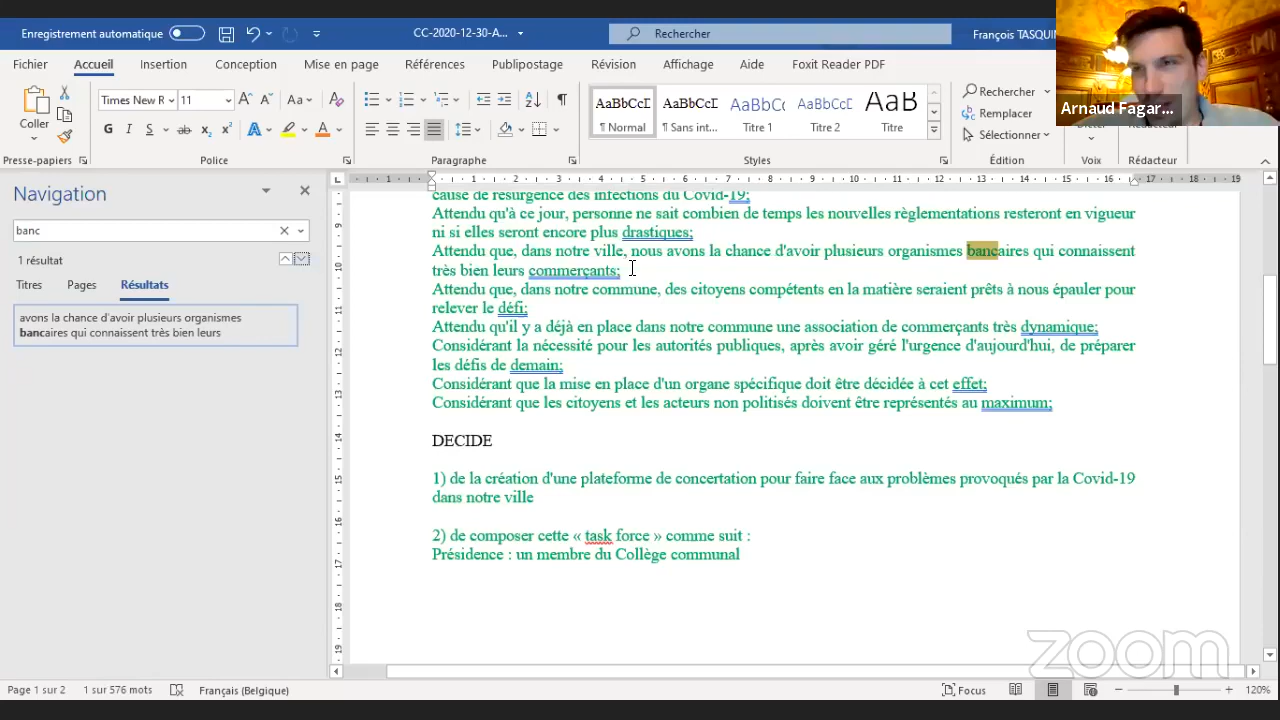 Enregistrement automatique
CC-2020-12-30-A...
Rechercher
François TASQUIN
Fichier
Accueil
Insertion
Conception
Mise en page
Références
Publipostage
Révision
Affichage
Aide
Foxit Reader PDF
Coller
Times New R
11
Aa
G I S ab x₂ x²
AaBbCcD
AaBbCcD
AaBbCcD
AaBbCcD
AaB
¶ Normal
¶ Sans int...
Titre 1
Titre 2
Titre
Rechercher
Remplacer
Sélectionner
Dicter
Arnaud Fagar...
Presse-papiers
Police
Paragraphe
Styles
Édition
Voix
Rédacteur
Navigation
banc
1 résultat
Titres
Pages
Résultats
avons la chance d'avoir plusieurs organismes
bancaires qui connaissent très bien leurs
cause de résurgence des infections du Covid-19;
Attendu qu'à ce jour, personne ne sait combien de temps les nouvelles règlementations resteront en vigueur
ni si elles seront encore plus drastiques;
Attendu que, dans notre ville, nous avons la chance d'avoir plusieurs organismes bancaires qui connaissent
très bien leurs commerçants;
Attendu que, dans notre commune, des citoyens compétents en la matière seraient prêts à nous épauler pour
relever le défi;
Attendu qu'il y a déjà en place dans notre commune une association de commerçants très dynamique;
Considérant la nécessité pour les autorités publiques, après avoir géré l'urgence d'aujourd'hui, de préparer
les défis de demain;
Considérant que la mise en place d'un organe spécifique doit être décidée à cet effet;
Considérant que les citoyens et les acteurs non politisés doivent être représentés au maximum;
DECIDE
1) de la création d'une plateforme de concertation pour faire face aux problèmes provoqués par la Covid-19
dans notre ville
2) de composer cette « task force » comme suit :
Présidence : un membre du Collège communal
zoom
Page 1 sur 2
1 sur 576 mots
Français (Belgique)
Focus
120%